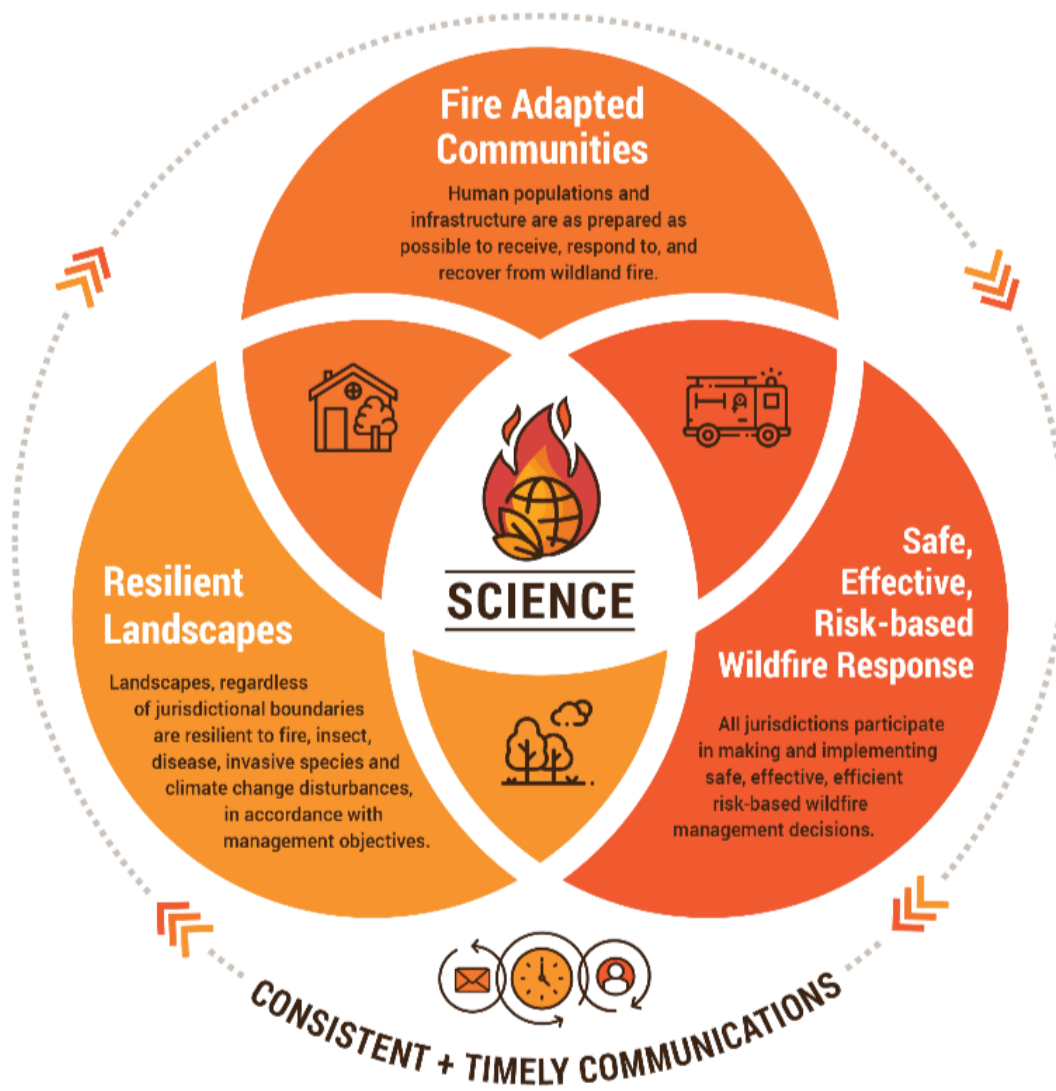 Fire Adapted
Communities
Human populations and
infrastructure are as prepared as
possible to receive, respond to, and
recover from wildland fire.
SCIENCE
Resilient
Landscapes
Landscapes, regardless
of jurisdictional boundaries
are resilient to fire, insect,
disease, invasive species and
climate change disturbances,
in accordance with
management objectives.
Safe,
Effective,
Risk-based
Wildfire Response
All jurisdictions participate
in making and implementing
safe, effective, efficient
risk-based wildfire
management decisions.
CONSISTENT + TIMELY COMMUNICATIONS